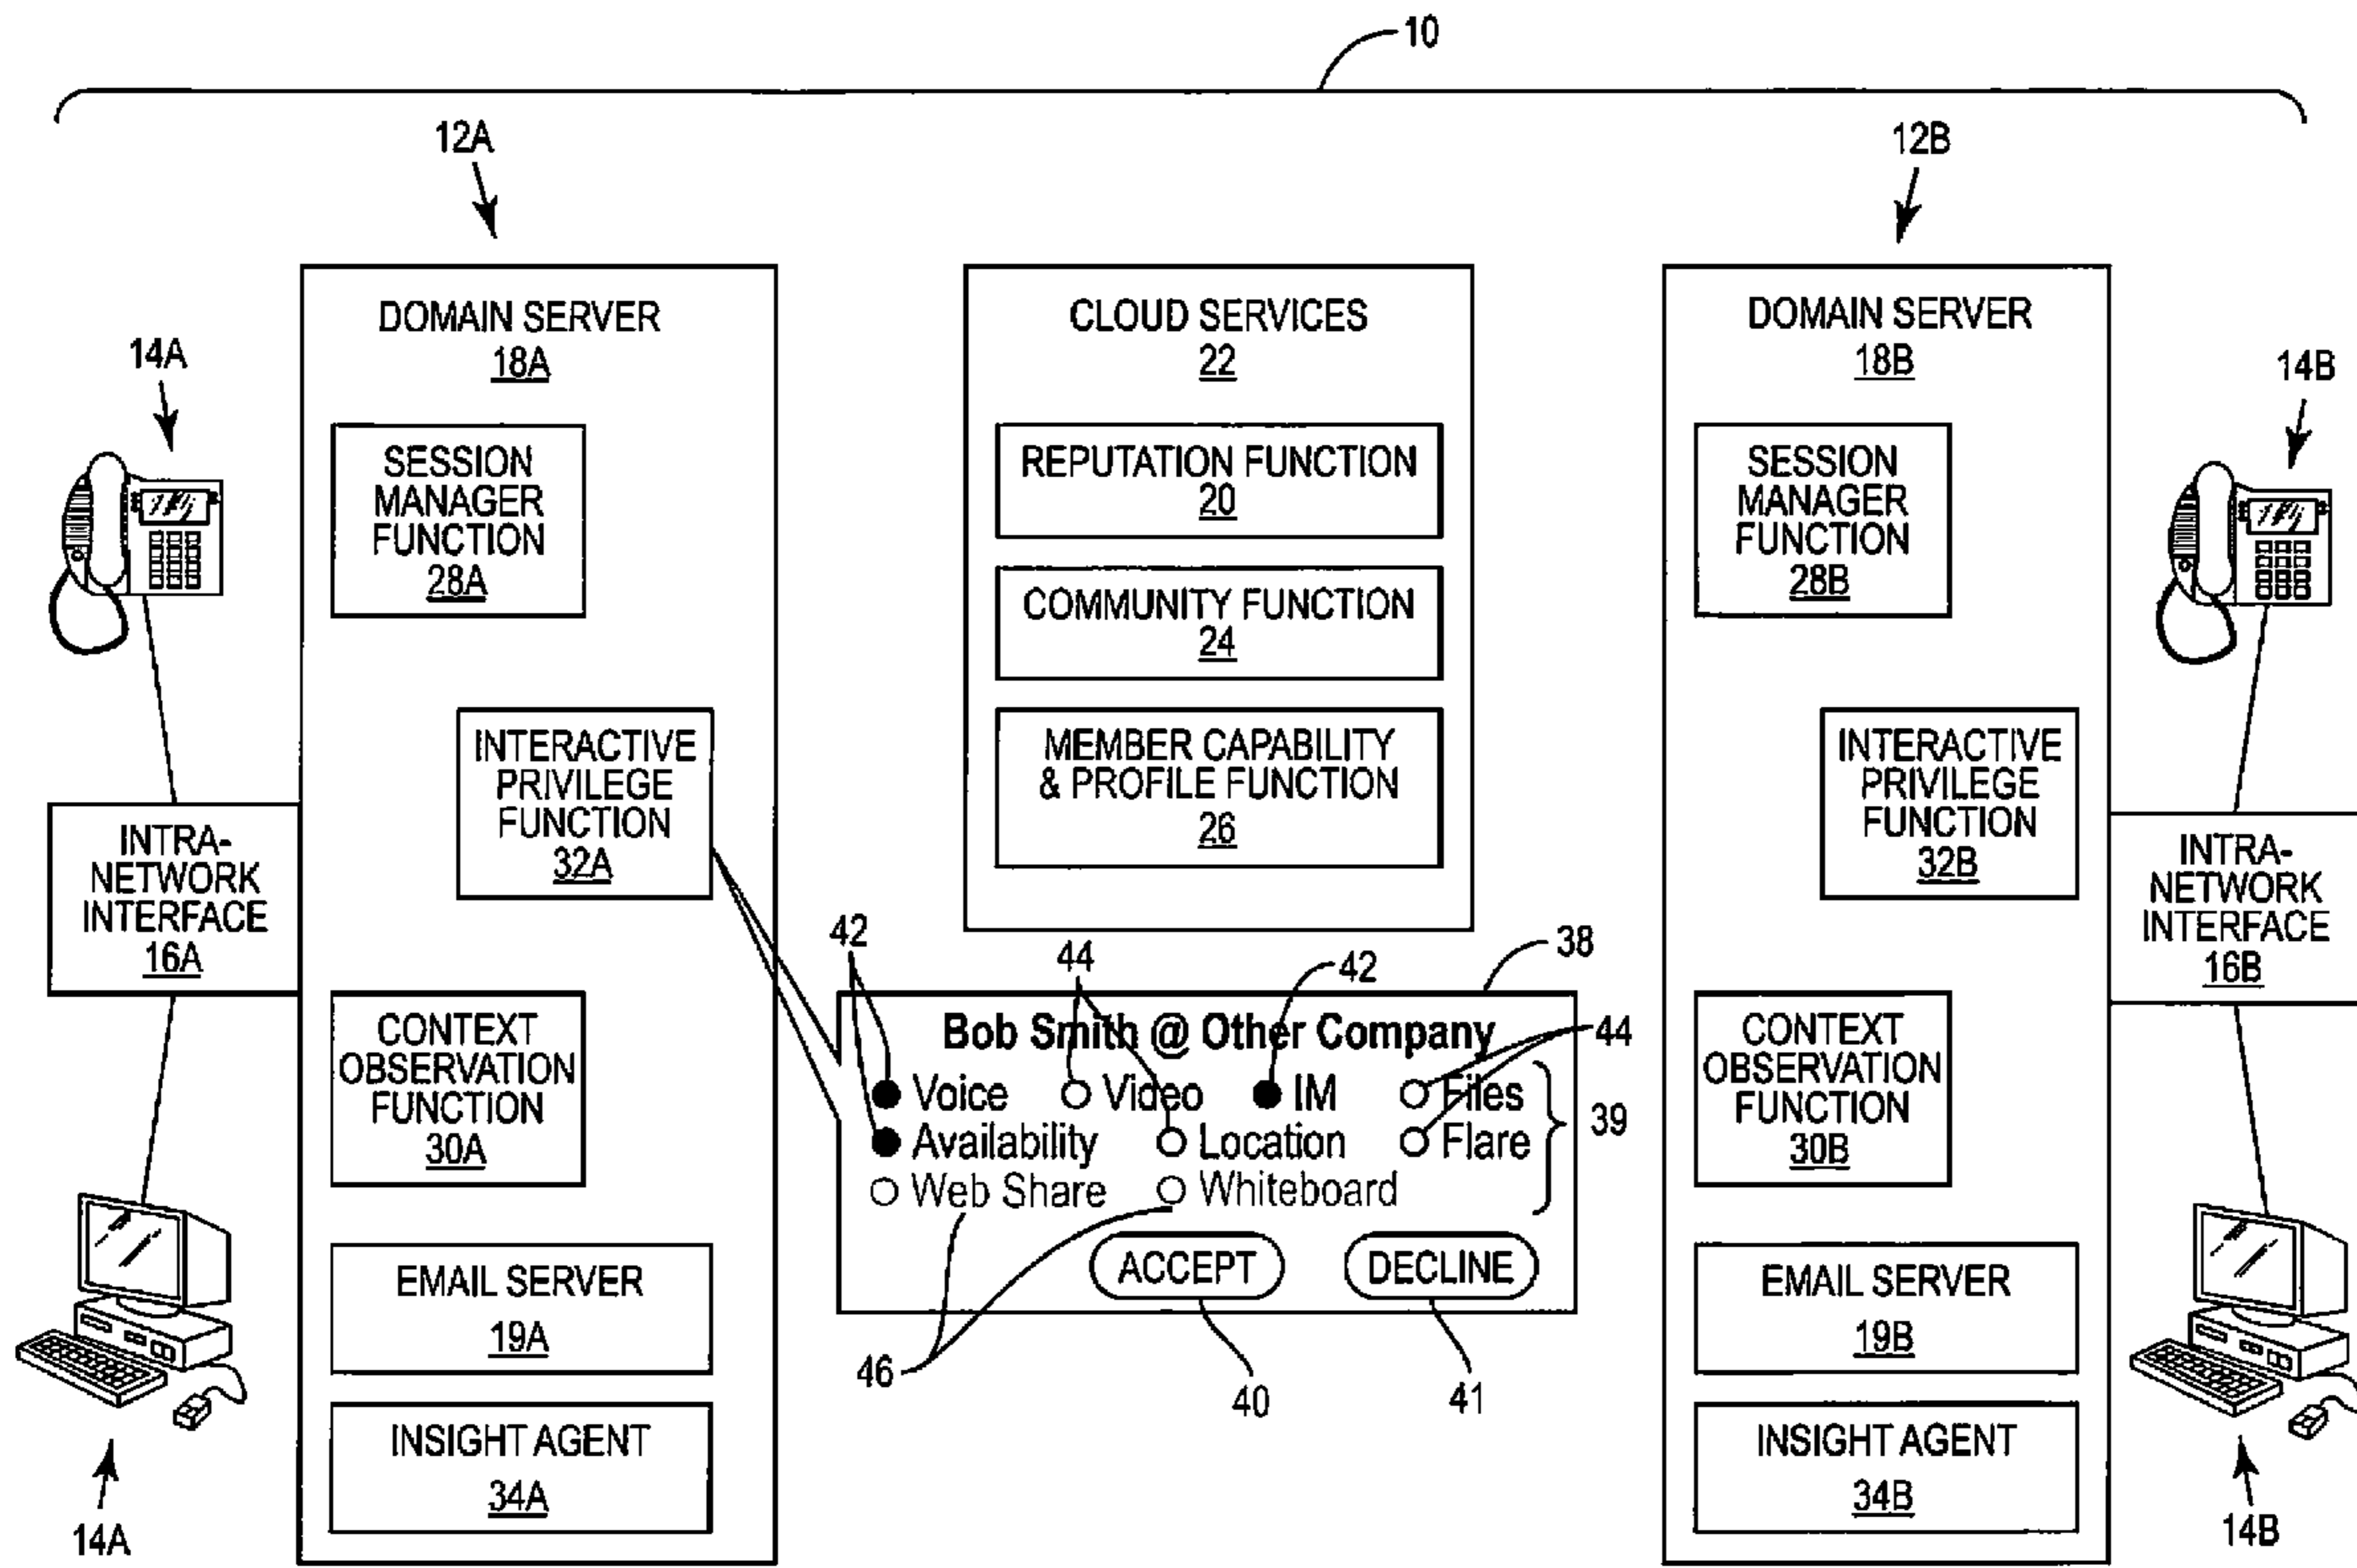 10
12A
12B
DOMAIN SERVER
18A
CLOUD SERVICES
22
DOMAIN SERVER
18B
14A
14B
SESSION
MANAGER
FUNCTION
28A
REPUTATION FUNCTION
20
SESSION
MANAGER
FUNCTION
28B
COMMUNITY FUNCTION
24
INTERACTIVE
PRIVILEGE
FUNCTION
32A
MEMBER CAPABILITY
& PROFILE FUNCTION
26
INTERACTIVE
PRIVILEGE
FUNCTION
32B
INTRA-
NETWORK
INTERFACE
16A
INTRA-
NETWORK
INTERFACE
16B
42
44
42
38
44
CONTEXT
OBSERVATION
FUNCTION
30A
Bob Smith @ Other Company
Voice Video IM Files
Availability Location Flare
Web Share Whiteboard
39
ACCEPT DECLINE
46
40
41
CONTEXT
OBSERVATION
FUNCTION
30B
EMAIL SERVER
19A
EMAIL SERVER
19B
INSIGHT AGENT
34A
INSIGHT AGENT
34B
14A
14B